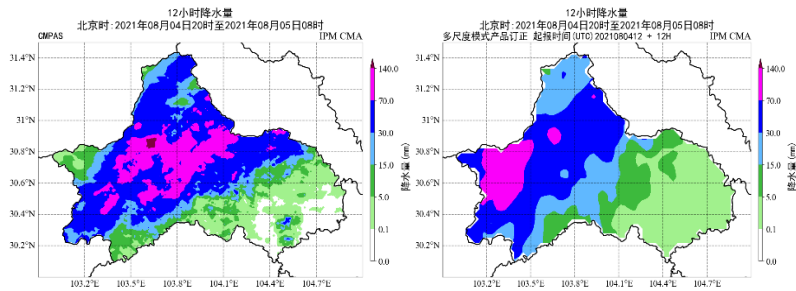 12小时降水量
北京时:2021年08月04日20时至2021年08月05日08时
CMPAS
IPM CMA
31.4°N
31.2°N
31°N
30.8°N
30.6°N
30.4°N
30.2°N
103.2°E
103.5°E
103.8°E
104.1°E
104.4°E
104.7°E
140.0
70.0
30.0
15.0
5.0
0.1
0.0
降水量(mm)
12小时降水量
北京时:2021年08月04日20时至2021年08月05日08时
多尺度模式产品订正 起报时间(UTC)2021080412 + 12H
IPM CMA
31.4°N
31.2°N
31°N
30.8°N
30.6°N
30.4°N
30.2°N
103.2°E
103.5°E
103.8°E
104.1°E
104.4°E
104.7°E
140.0
70.0
30.0
15.0
5.0
0.1
0.0
降水量(mm)